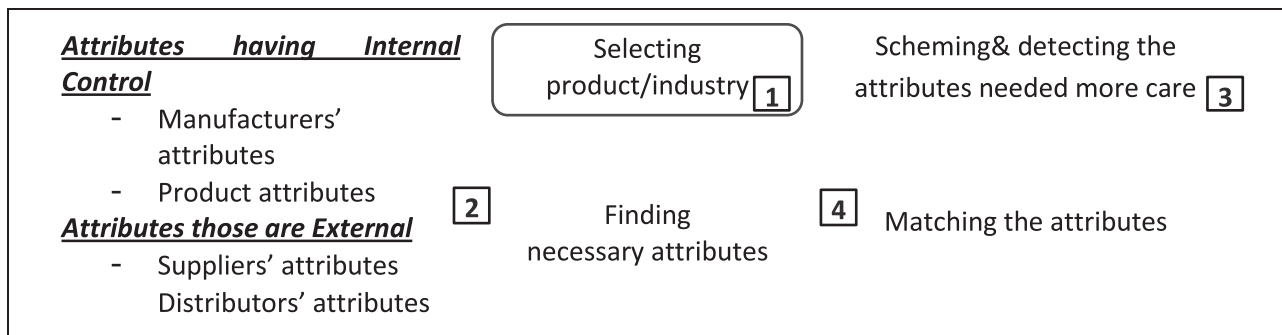 Attributes having Internal
Control
- Manufacturers’
attributes
- Product attributes
Attributes those are External
- Suppliers’ attributes
Distributors’ attributes
Selecting
product/industry 1
2 Finding
necessary attributes
Scheming& detecting the
attributes needed more care 3
4 Matching the attributes